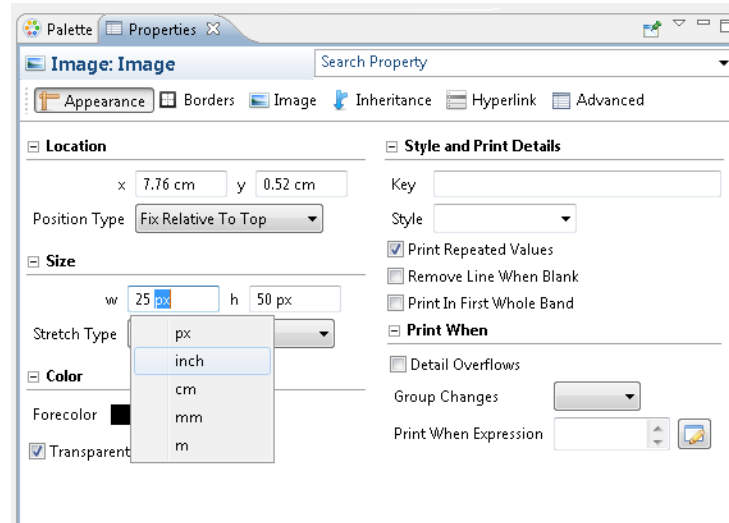 Palette Properties
Image: Image Search Property
Appearance Borders Image Inheritance Hyperlink Advanced
Location
x 7.76 cm y 0.52 cm
Position Type Fix Relative To Top
Size
w 25 px h 50 px
Stretch Type
px
inch
cm
mm
m
Color
Forecolor
Transparent
Style and Print Details
Key
Style
Print Repeated Values
Remove Line When Blank
Print In First Whole Band
Print When
Detail Overflows
Group Changes
Print When Expression